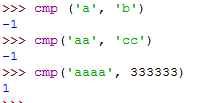 >>> cmp ('a', 'b')
-1
>>> cmp('aa', 'cc')
-1
>>> cmp('aaaa', 333333)
1